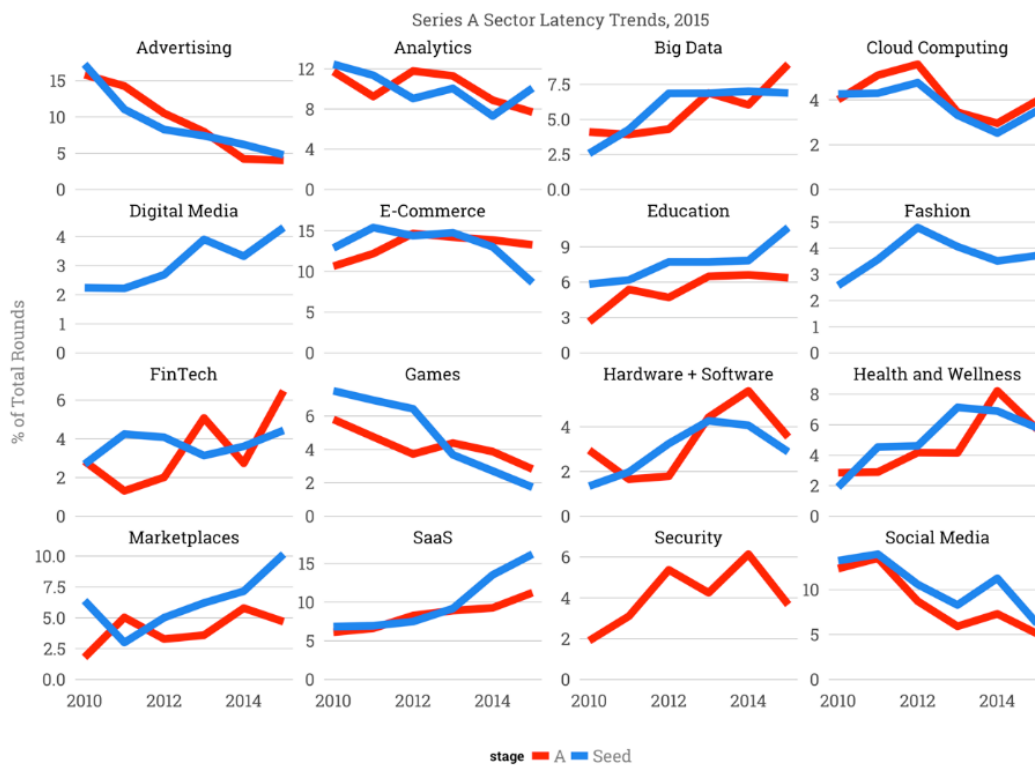 Series A Sector Latency Trends, 2015
% of Total Rounds
Advertising
15
10
5
0
Analytics
12
8
4
0
Big Data
7.5
5.0
2.5
0.0
Cloud Computing
4
2
0
Digital Media
4
3
2
1
0
E-Commerce
15
10
5
0
Education
9
6
3
0
Fashion
5
4
3
2
1
0
FinTech
6
4
2
0
Games
6
4
2
0
Hardware + Software
4
2
0
Health and Wellness
8
6
4
2
0
Marketplaces
10.0
7.5
5.0
2.5
0.0
2010 2012 2014
SaaS
15
10
5
0
2010 2012 2014
Security
6
4
2
0
2010 2012 2014
Social Media
10
5
0
2010 2012 2014
stage A Seed